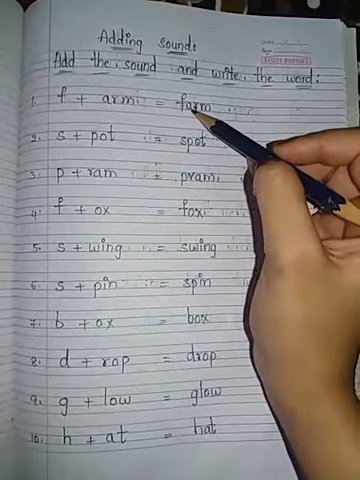 Adding sounds
Add the sound and write the word:
1. f + arm = farm
2. s + pot = spot
3. p + ram = pram
4. f + ox = fox
5. s + wing = swing
6. s + pin = spin
7. b + ox = box
8. d + rop = drop
9. g + low = glow
10. h + at = hat